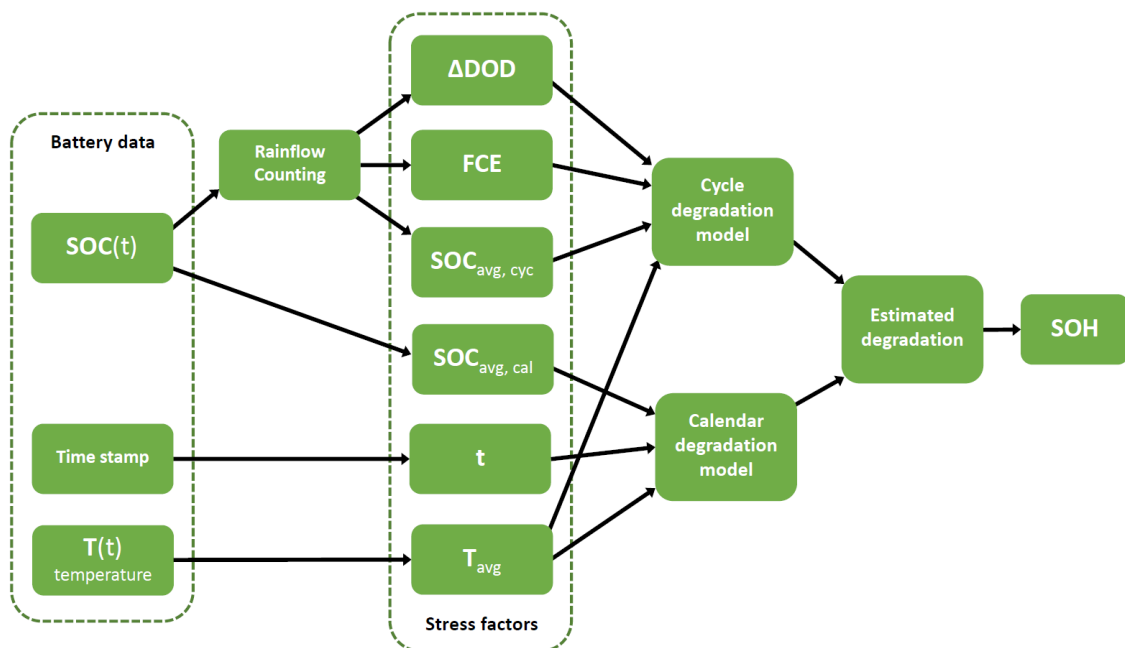 Battery data
SOC(t)
Time stamp
T(t)
temperature
Rainflow
Counting
ΔDOD
FCE
SOCavg, cyc
SOCavg, cal
t
Tavg
Stress factors
Cycle
degradation
model
Calendar
degradation
model
Estimated
degradation
SOH